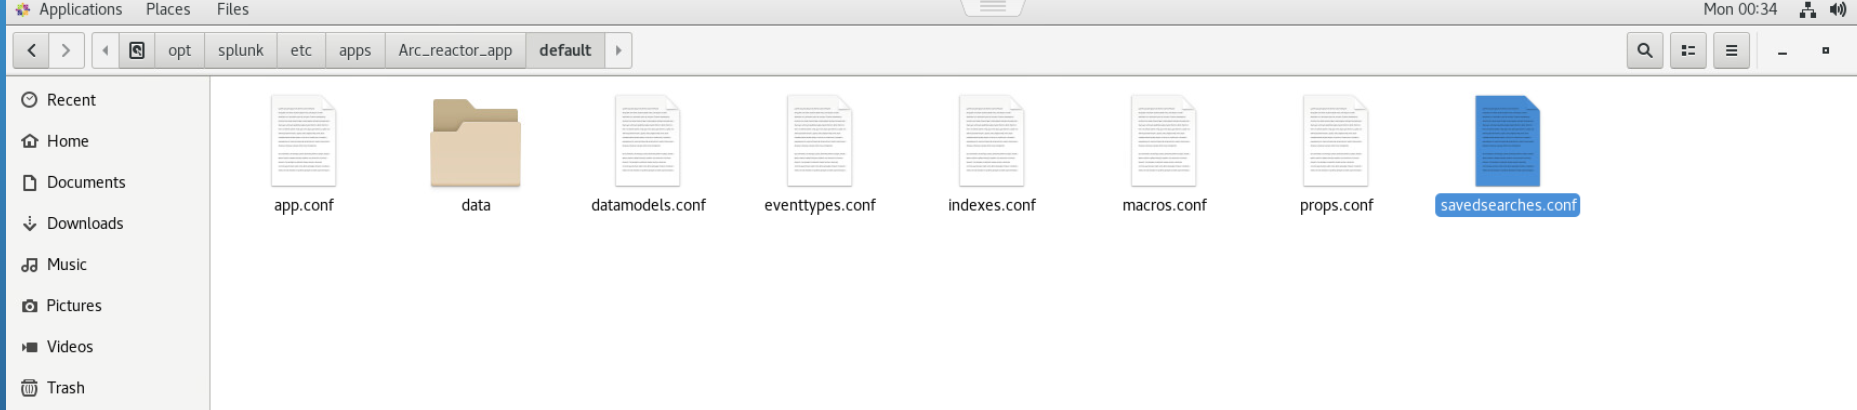 Applications Places Files Mon 00:34
opt splunk etc apps Arc_reactor_app default
Recent
Home
Documents
Downloads
Music
Pictures
Videos
Trash
app.conf data datamodels.conf eventtypes.conf indexes.conf macros.conf props.conf savedsearches.conf